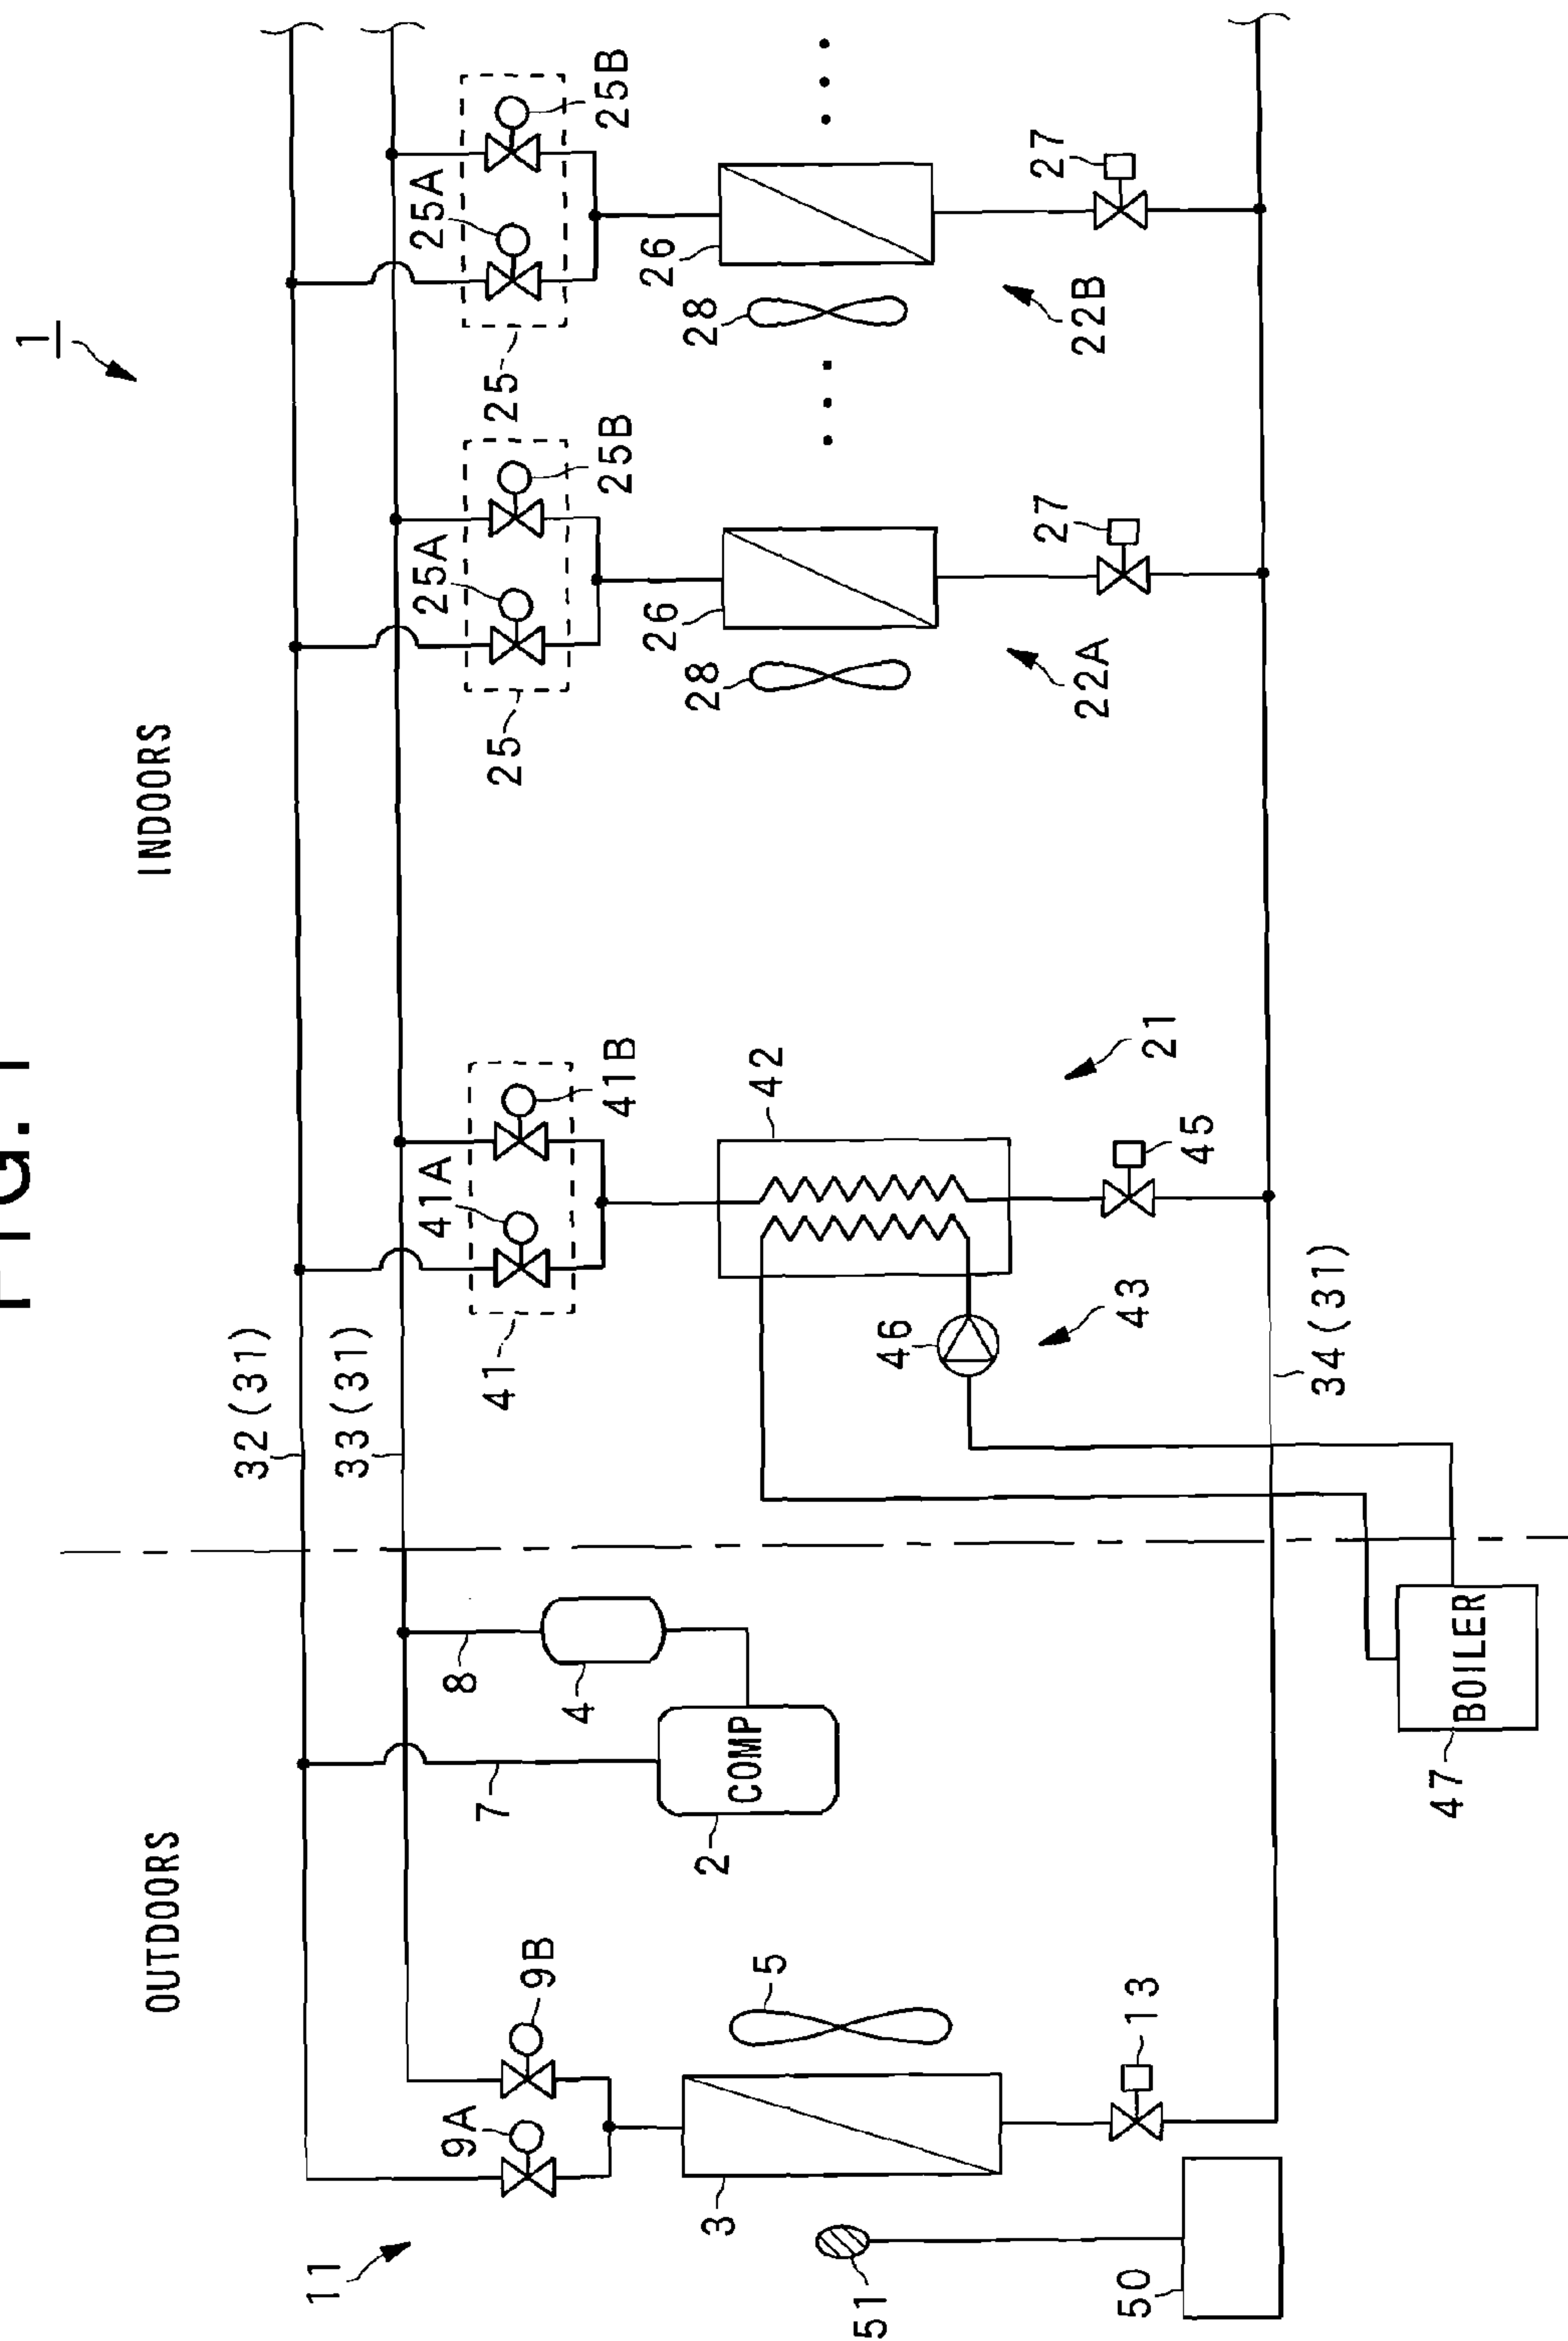 FIG. 1
1
OUTDOORS
INDOORS
32(31)
33(31)
11
9A
9B
7
8
41A
41B
41
25A
25B
25
25A
25B
25
3
5
2
COMP
4
42
46
43
21
28
26
22A
28
26
22B
51
50
13
34(31)
45
27
27
47
BOILER